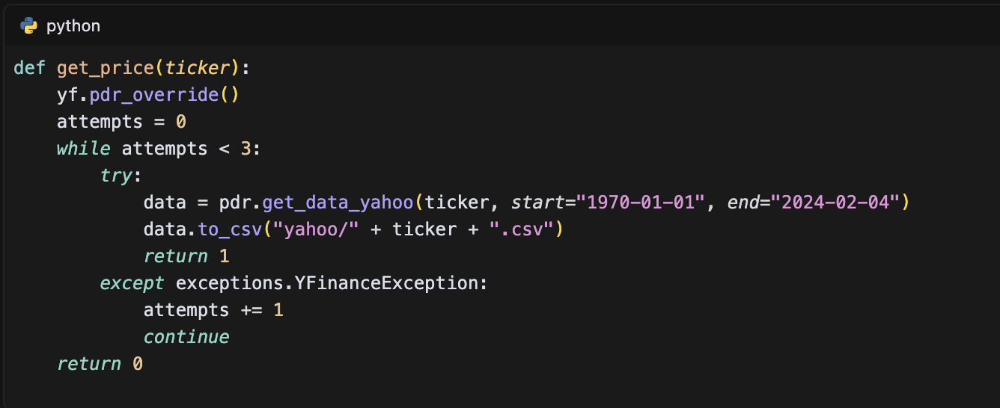 python
def get_price(ticker):
    yf.pdr_override()
    attempts = 0
    while attempts < 3:
        try:
            data = pdr.get_data_yahoo(ticker, start="1970-01-01", end="2024-02-04")
            data.to_csv("yahoo/" + ticker + ".csv")
            return 1
        except exceptions.YFinanceException:
            attempts += 1
            continue
    return 0